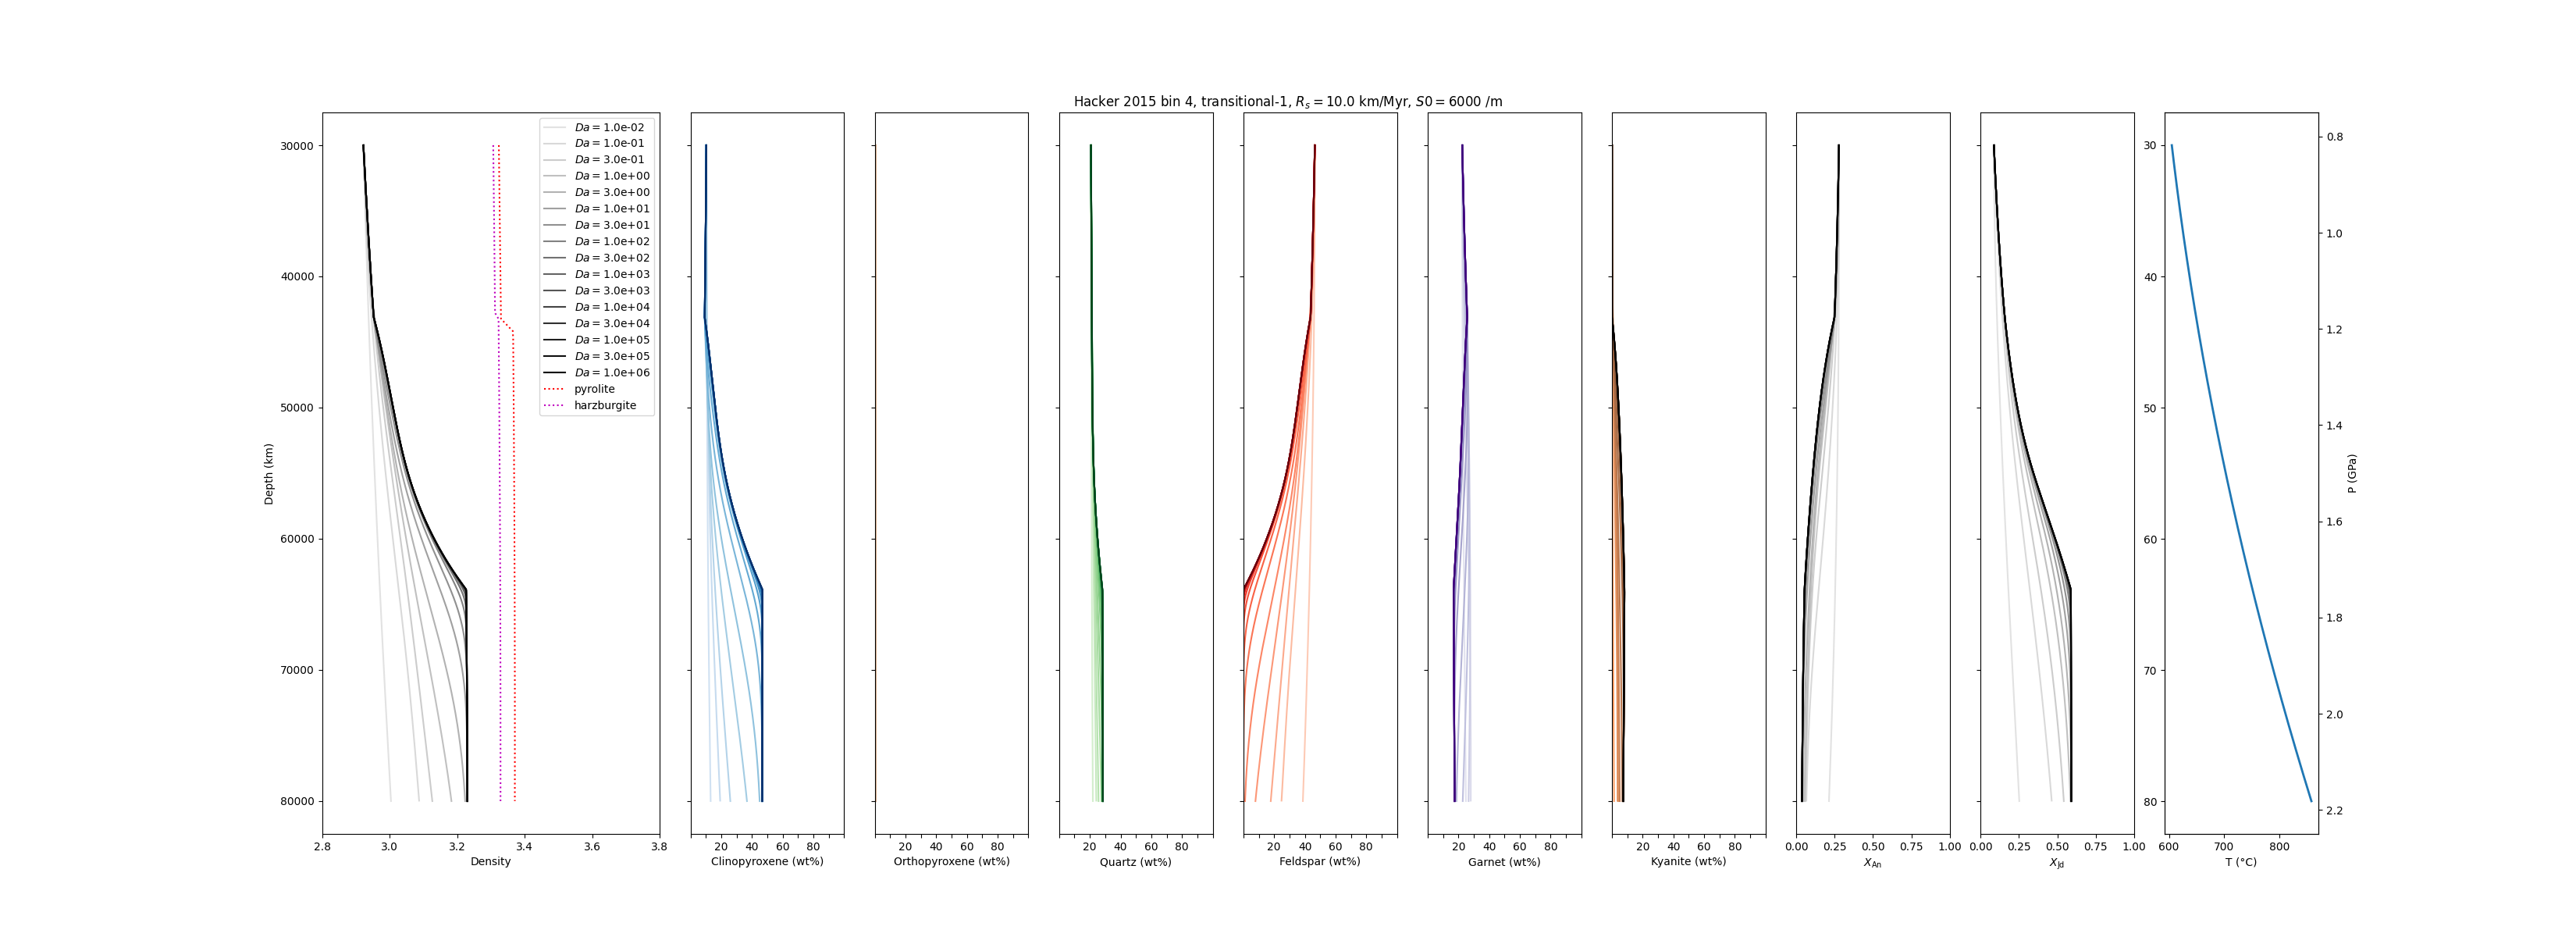 Hacker 2015 bin 4, transitional-1, R_s = 10.0 km/Myr, S0 = 6000 /m
Da = 1.0e-02
Da = 1.0e-01
Da = 3.0e-01
Da = 1.0e+00
Da = 3.0e+00
Da = 1.0e+01
Da = 3.0e+01
Da = 1.0e+02
Da = 3.0e+02
Da = 1.0e+03
Da = 3.0e+03
Da = 1.0e+04
Da = 3.0e+04
Da = 1.0e+05
Da = 3.0e+05
Da = 1.0e+06
pyrolite
harzburgite
Depth (km)
30000
40000
50000
60000
70000
80000
2.8 3.0 3.2 3.4 3.6 3.8
Density
20 40 60 80
Clinopyroxene (wt%)
20 40 60 80
Orthopyroxene (wt%)
20 40 60 80
Quartz (wt%)
20 40 60 80
Feldspar (wt%)
20 40 60 80
Garnet (wt%)
20 40 60 80
Kyanite (wt%)
0.00 0.25 0.50 0.75 1.00
X_An
0.00 0.25 0.50 0.75 1.00
X_Jd
30
40
50
60
70
80
600 700 800
T (°C)
0.8
1.0
1.2
1.4
1.6
1.8
2.0
2.2
P (GPa)